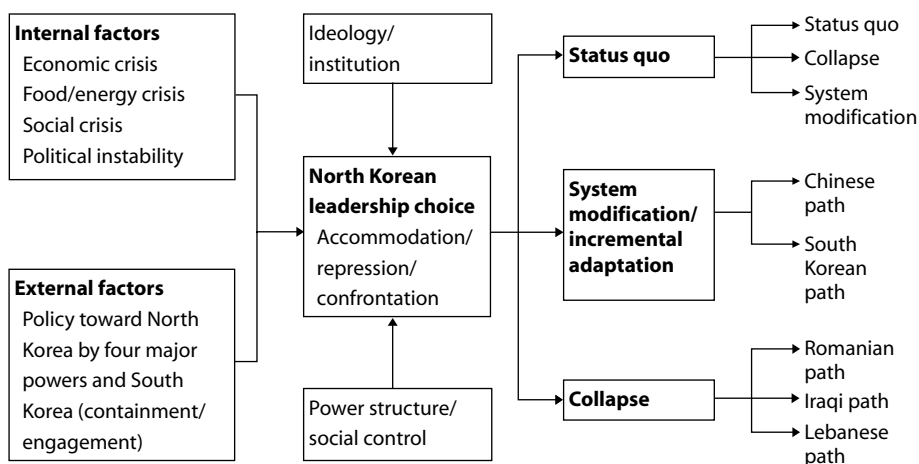 Internal factors
Economic crisis
Food/energy crisis
Social crisis
Political instability
External factors
Policy toward North
Korea by four major
powers and South
Korea (containment/
engagement)
Ideology/
institution
North Korean
leadership choice
Accommodation/
repression/
confrontation
Power structure/
social control
Status quo
Status quo
Collapse
System
modification
System
modification/
incremental
adaptation
Chinese
path
South
Korean
path
Collapse
Romanian
path
Iraqi path
Lebanese
path